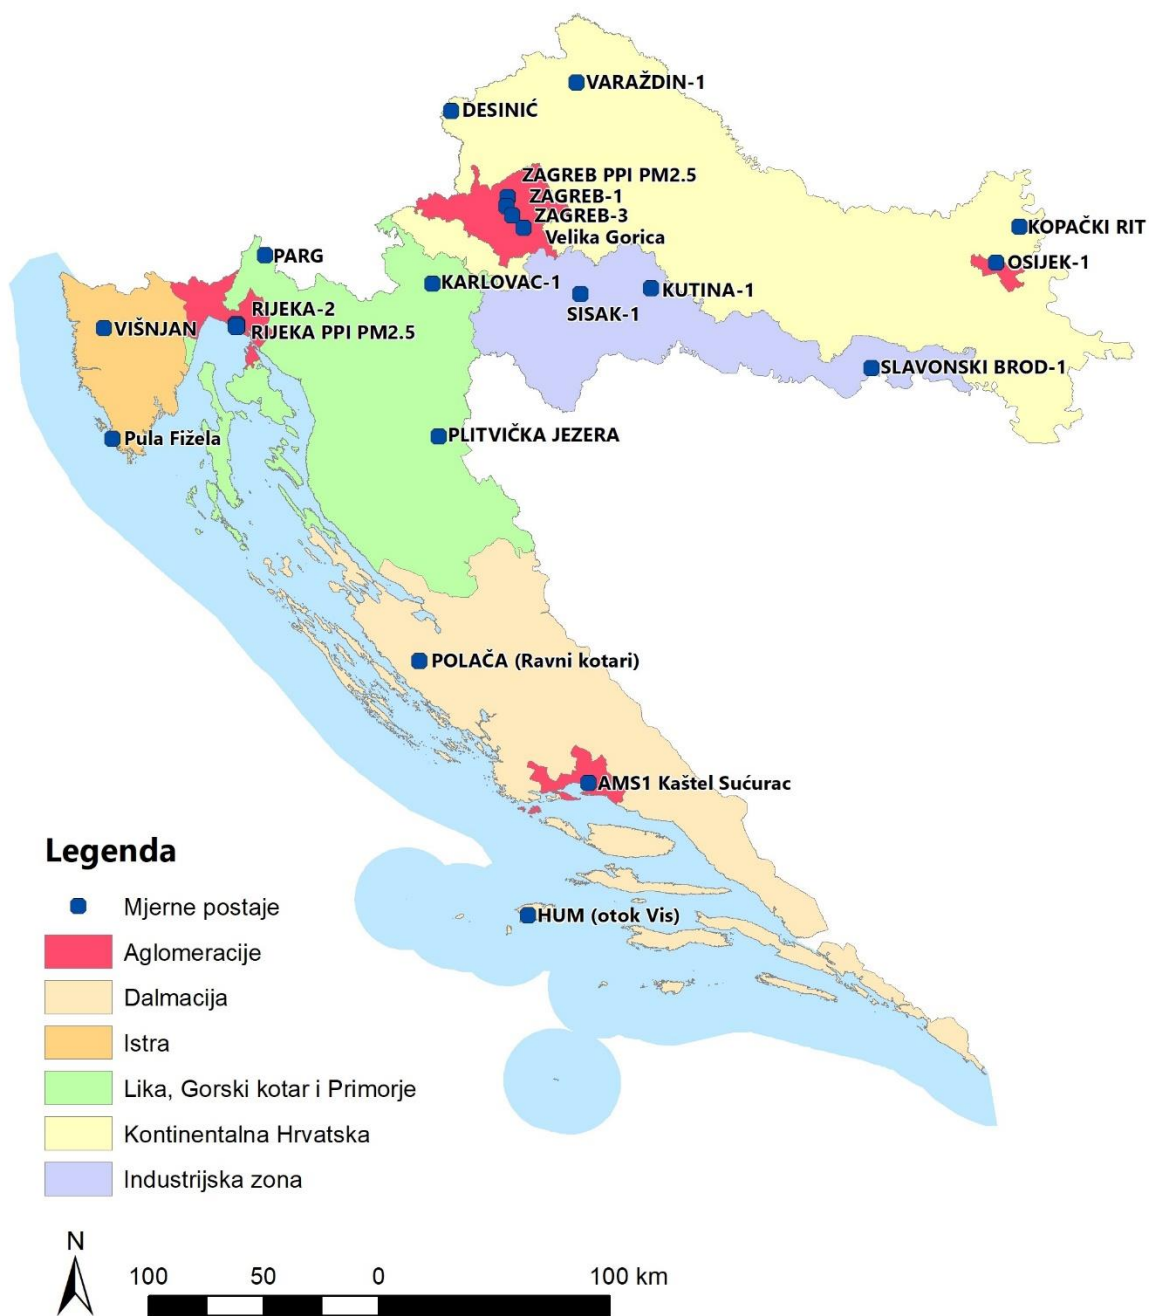 VARAŽDIN-1
DESINIĆ
ZAGREB PPI PM2.5
ZAGREB-1
ZAGREB-3
Velika Gorica
KOPAČKI RIT
OSIJEK-1
PARG
KARLOVAC-1
KUTINA-1
SISAK-1
RIJEKA-2
RIJEKA PPI PM2.5
VIŠNJAN
SLAVONSKI BROD-1
Pula Fižela
PLITVIČKA JEZERA
POLAČA (Ravni kotari)
AMS1 Kaštel Sućurac
HUM (otok Vis)
Legenda
Mjerne postaje
Aglomeracije
Dalmacija
Istra
Lika, Gorski kotar i Primorje
Kontinentalna Hrvatska
Industrijska zona
N
100 50 0 100 km